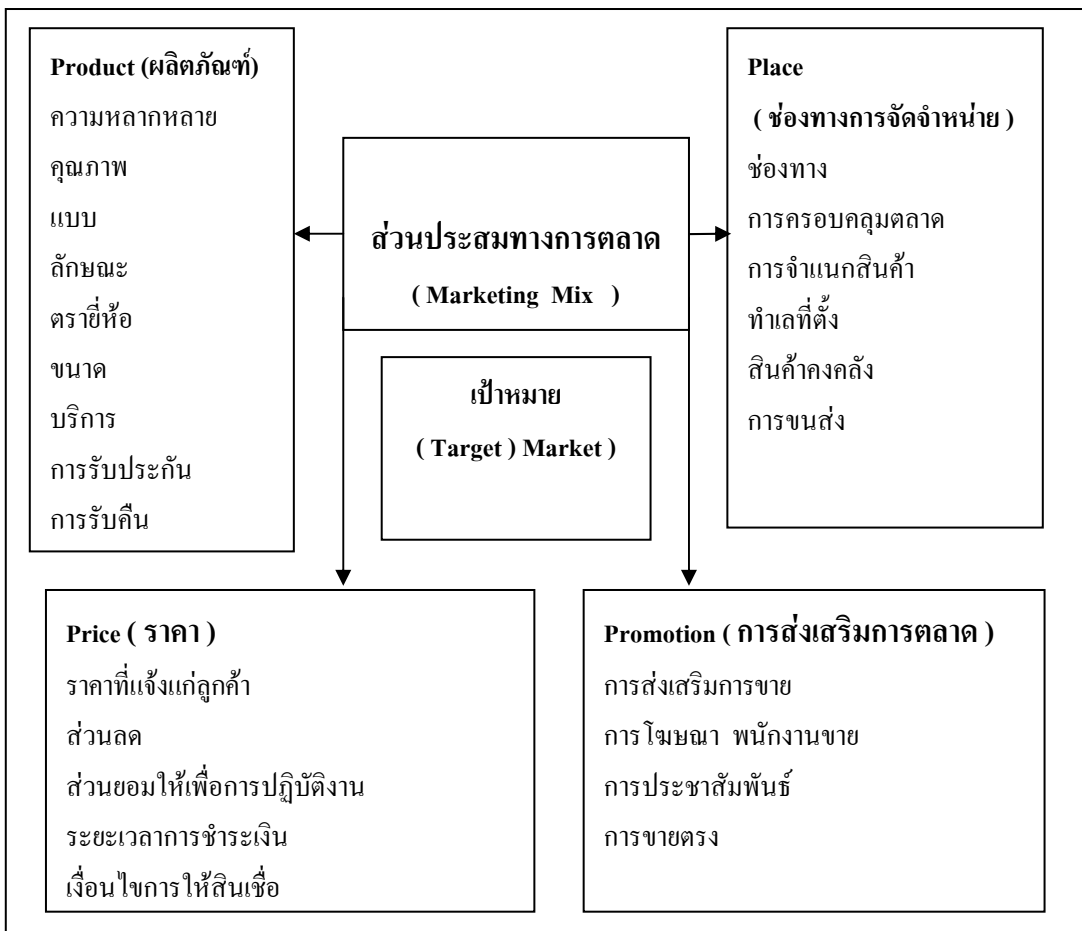 Product (ผลิตภัณฑ์)
ความหลากหลาย
คุณภาพ
แบบ
ลักษณะ
ตรายี่ห้อ
ขนาด
บริการ
การรับประกัน
การรับคืน
ส่วนประสมทางการตลาด
( Marketing Mix )
เป้าหมาย
( Target ) Market )
Place
( ช่องทางการจัดจำหน่าย )
ช่องทาง
การครอบคลุมตลาด
การจำแนกสินค้า
ทำเลที่ตั้ง
สินค้าคงคลัง
การขนส่ง
Price ( ราคา )
ราคาที่แจ้งแก่ลูกค้า
ส่วนลด
ส่วนยอมให้เพื่อการปฏิบัติงาน
ระยะเวลาการชำระเงิน
เงื่อนไขการให้สินเชื่อ
Promotion ( การส่งเสริมการตลาด )
การส่งเสริมการขาย
การโฆษณา พนักงานขาย
การประชาสัมพันธ์
การขายตรง